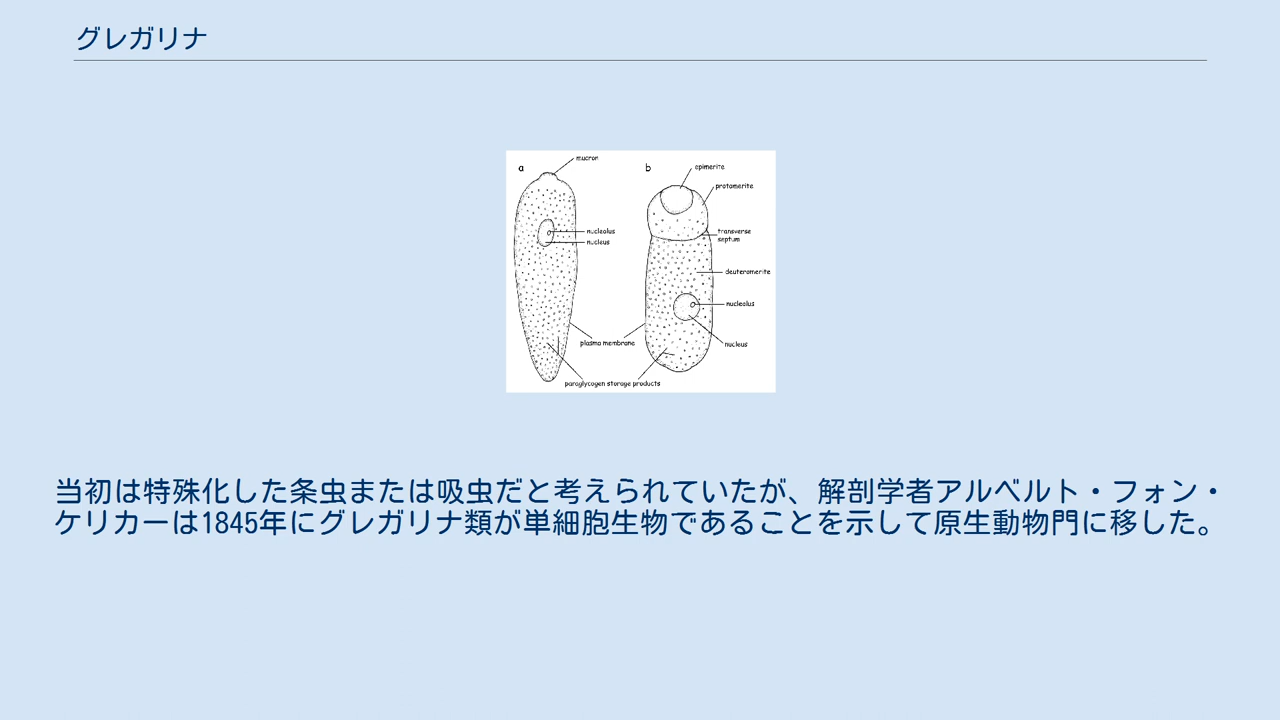 グレガリナ
a
mucron
nucleolus
nucleus
b
epimerite
protomerite
transverse
septum
deuteromerite
nucleolus
nucleus
plasma membrane
paraglycogen storage products
当初は特殊化した条虫または吸虫だと考えられていたが、解剖学者アルベルト・フォン・
ケリカーは1845年にグレガリナ類が単細胞生物であることを示して原生動物門に移した。